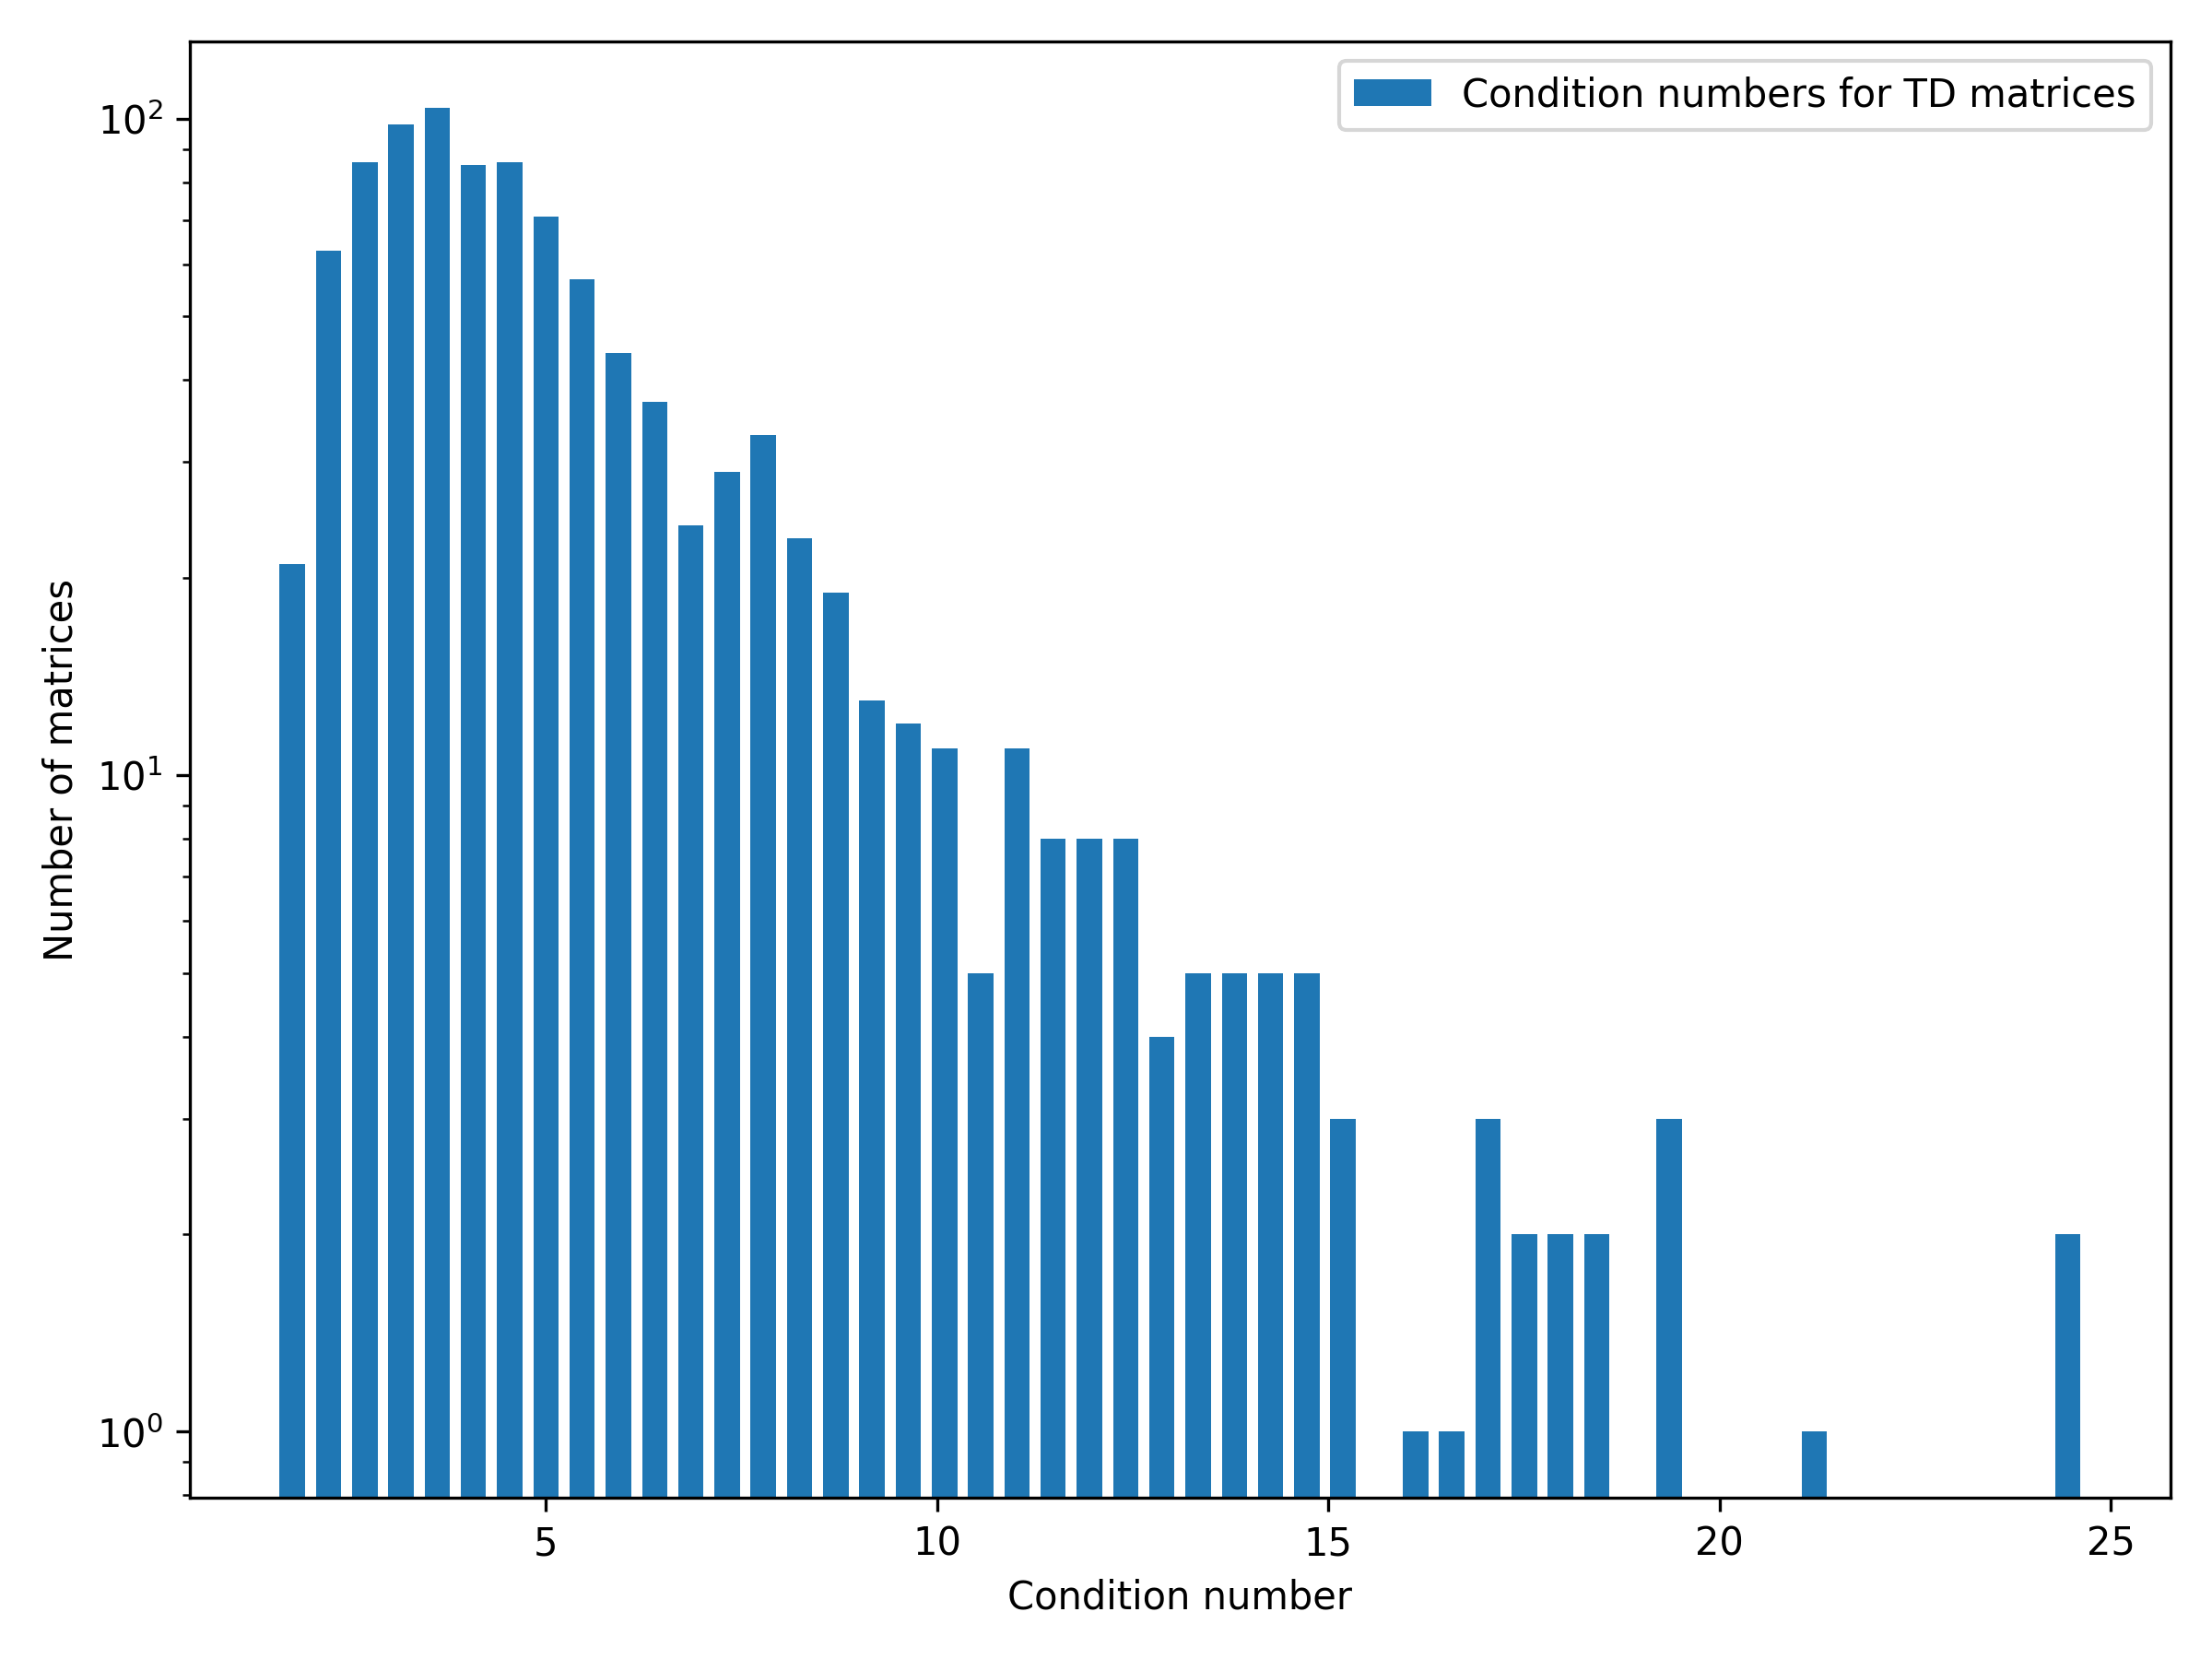 Condition numbers for TD matrices
10²
10¹
10⁰
Number of matrices
5 10 15 20 25
Condition number